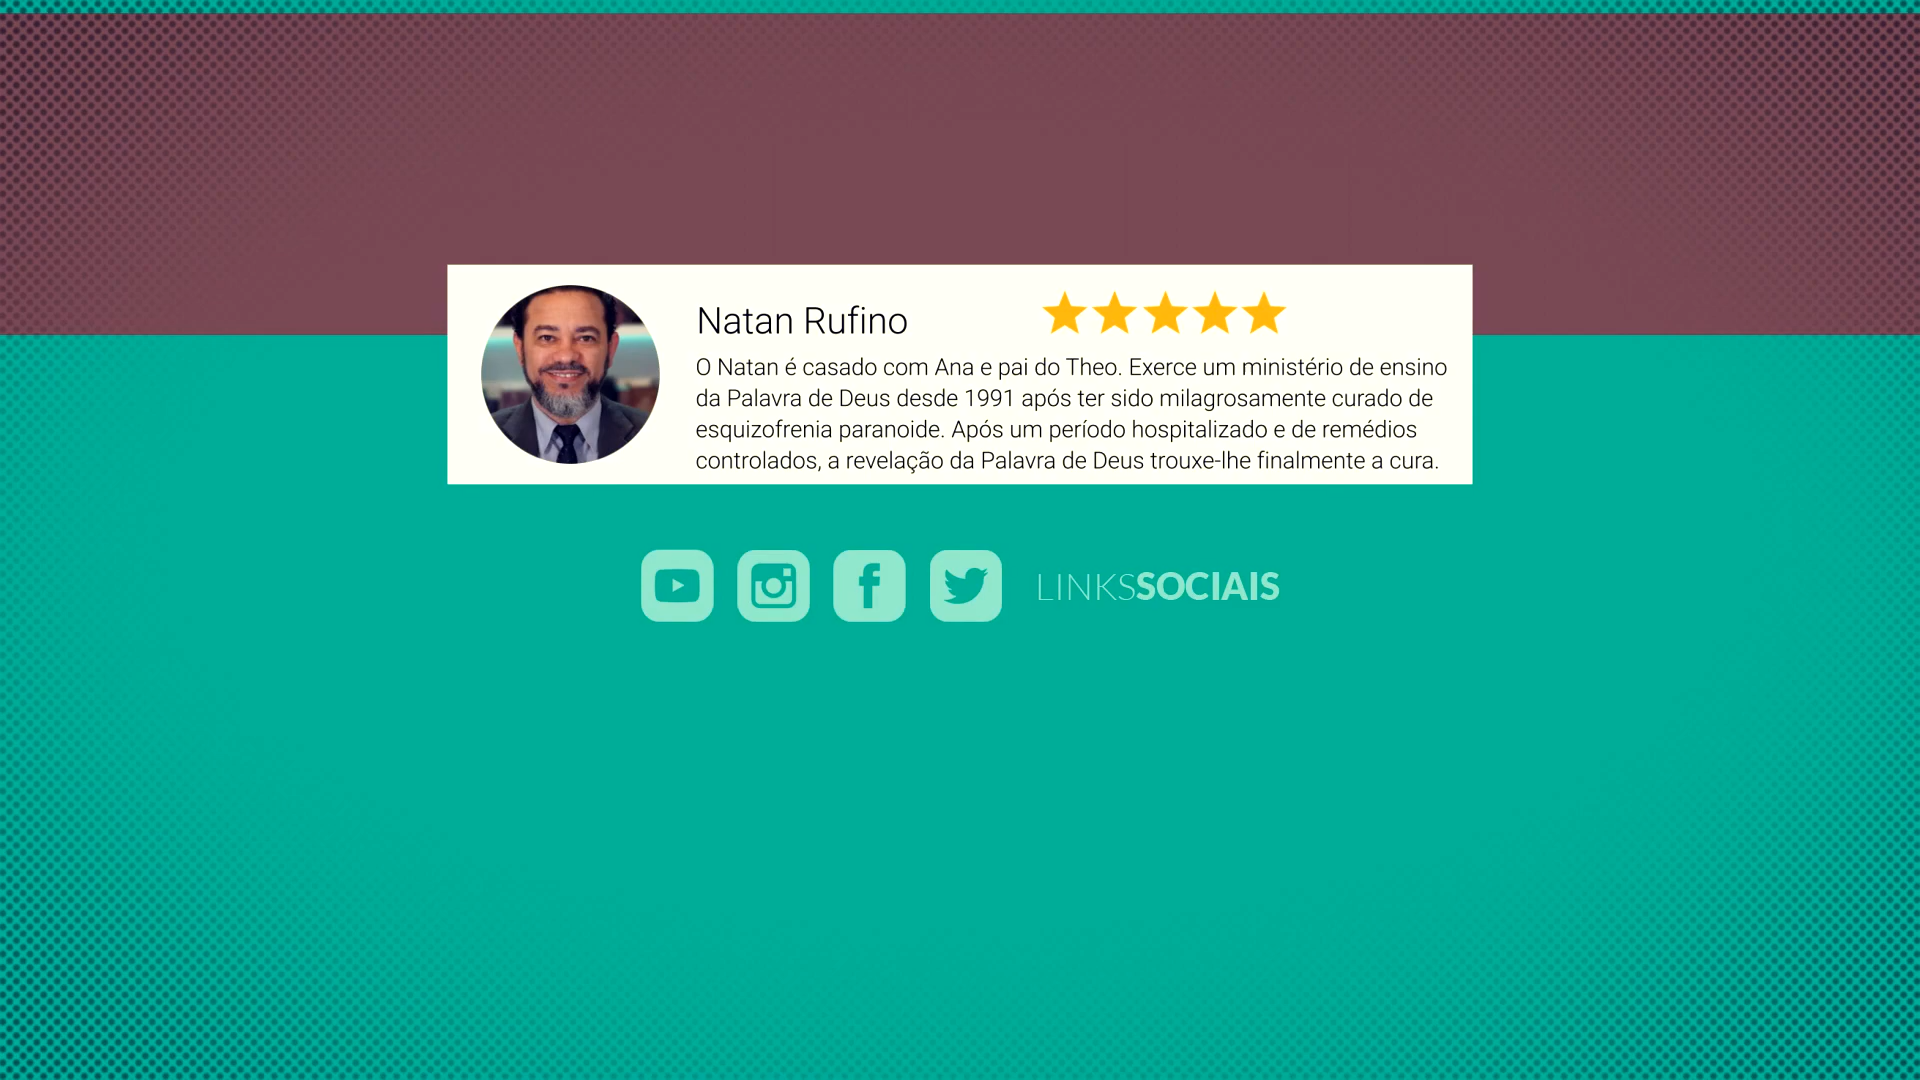 Natan Rufino
O Natan é casado com Ana e pai do Theo. Exerce um ministério de ensino
da Palavra de Deus desde 1991 após ter sido milagrosamente curado de
esquizofrenia paranoide. Após um período hospitalizado e de remédios
controlados, a revelação da Palavra de Deus trouxe-lhe finalmente a cura.
LINKSSOCIAIS